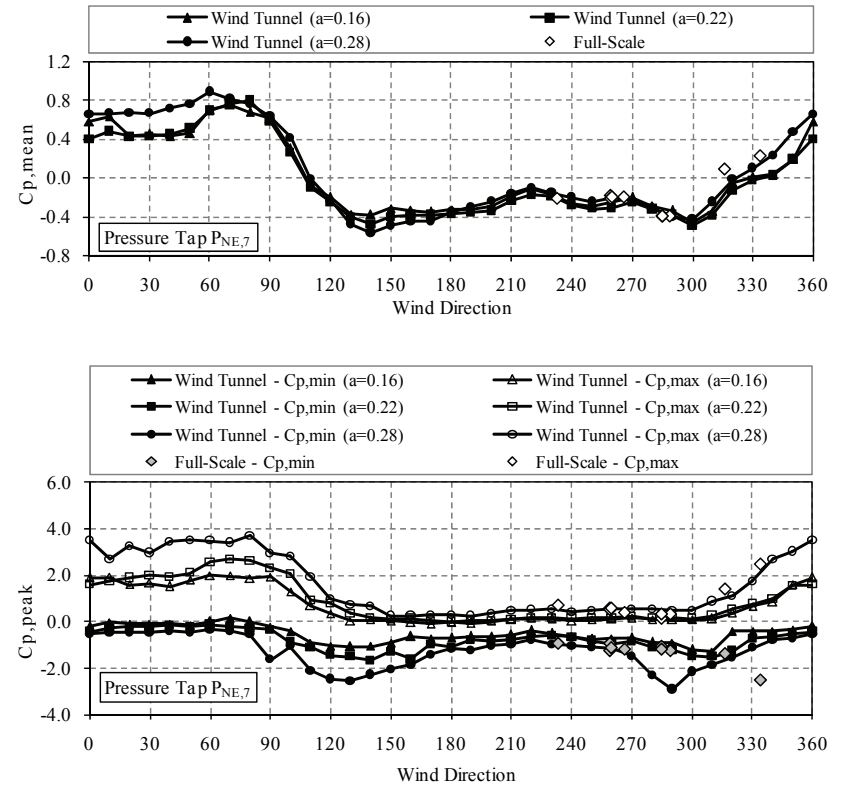 Wind Tunnel (a=0.16) Wind Tunnel (a=0.22)
Wind Tunnel (a=0.28) Full-Scale
1.2
0.8
0.4
0.0
-0.4
-0.8
Cp,mean
Pressure Tap P_NE,7
0 30 60 90 120 150 180 210 240 270 300 330 360
Wind Direction
Wind Tunnel - Cp,min (a=0.16) Wind Tunnel - Cp,max (a=0.16)
Wind Tunnel - Cp,min (a=0.22) Wind Tunnel - Cp,max (a=0.22)
Wind Tunnel - Cp,min (a=0.28) Wind Tunnel - Cp,max (a=0.28)
Full-Scale - Cp,min Full-Scale - Cp,max
6.0
4.0
2.0
0.0
-2.0
-4.0
Cp,peak
Pressure Tap P_NE,7
0 30 60 90 120 150 180 210 240 270 300 330 360
Wind Direction